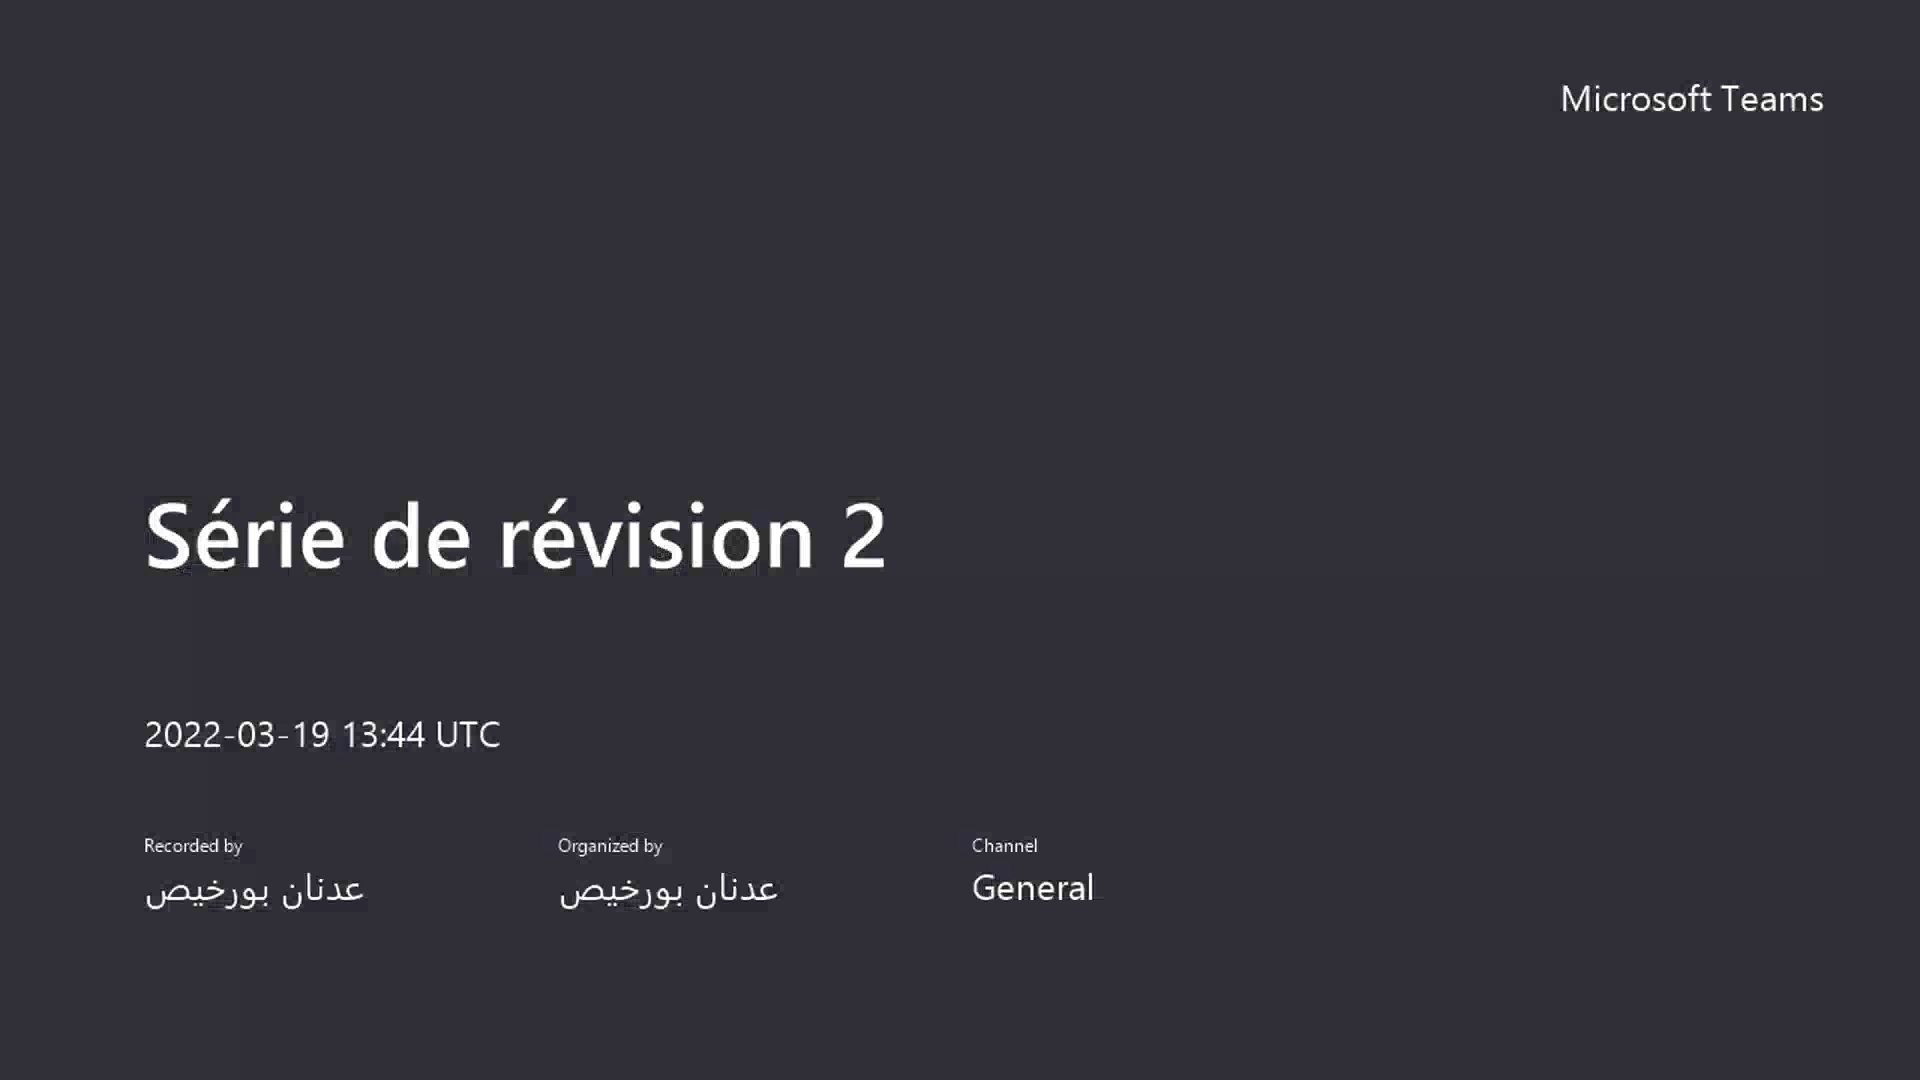 Microsoft Teams
Série de révision 2
2022-03-19 13:44 UTC
Recorded by
عدنان بورخيص
Organized by
عدنان بورخيص
Channel
General